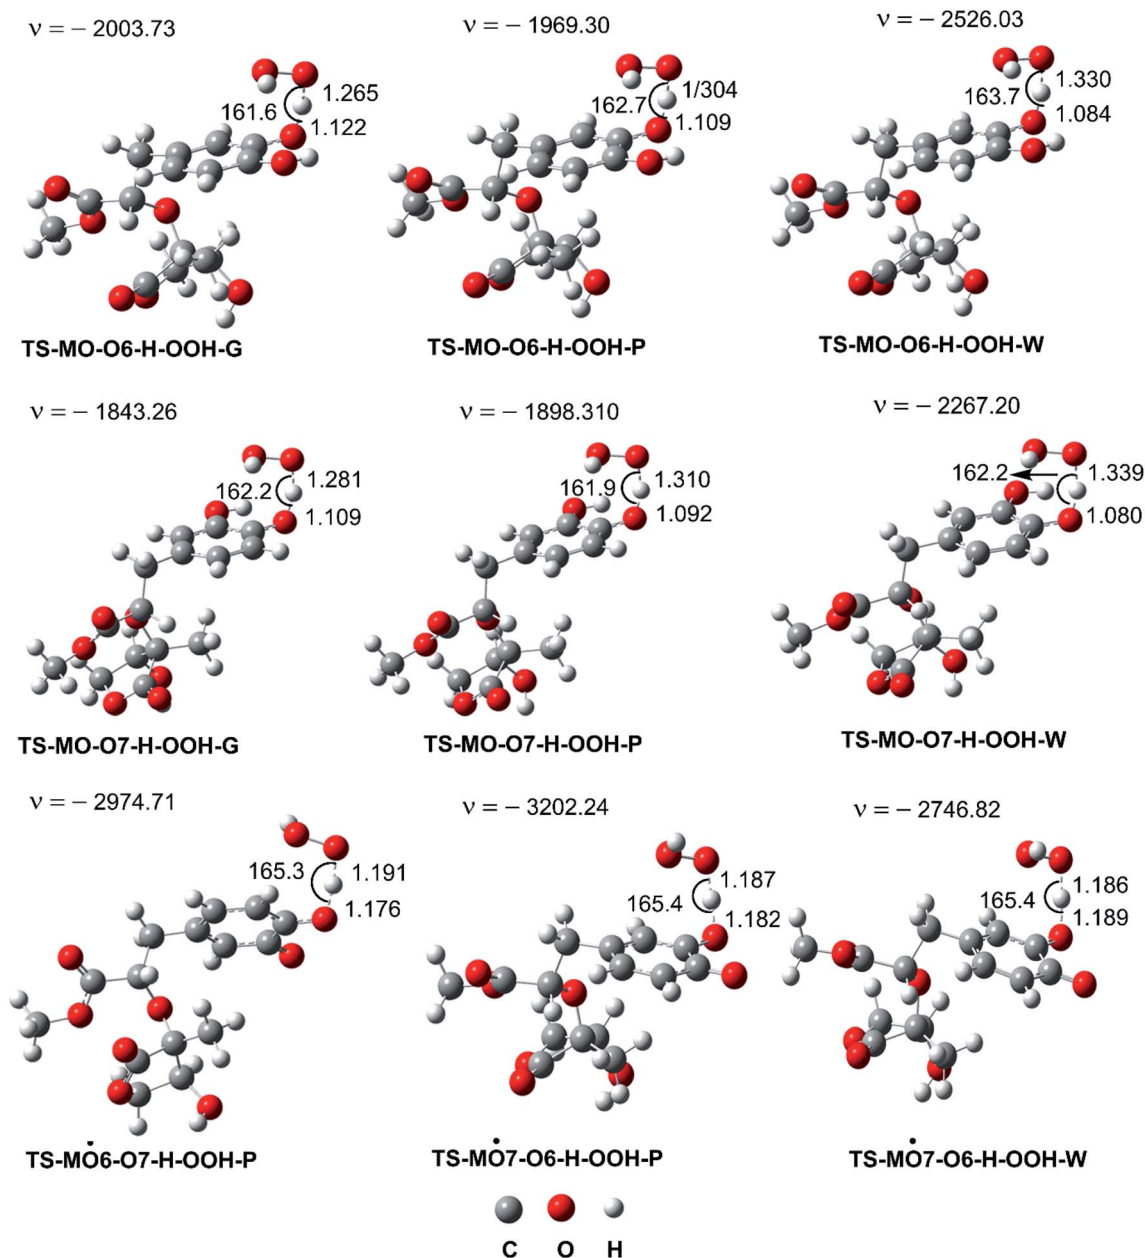 ν = − 2003.73
ν = − 1969.30
ν = − 2526.03
161.6
1.265
1.122
162.7
1/304
1.109
163.7
1.330
1.084
TS-MO-O6-H-OOH-G
TS-MO-O6-H-OOH-P
TS-MO-O6-H-OOH-W
ν = − 1843.26
ν = − 1898.310
ν = − 2267.20
162.2
1.281
1.109
161.9
1.310
1.092
162.2
1.339
1.080
TS-MO-O7-H-OOH-G
TS-MO-O7-H-OOH-P
TS-MO-O7-H-OOH-W
ν = − 2974.71
ν = − 3202.24
ν = − 2746.82
165.3
1.191
1.176
165.4
1.187
1.182
165.4
1.186
1.189
TS-MȮ6-O7-H-OOH-P
TS-MȮ7-O6-H-OOH-P
TS-MȮ7-O6-H-OOH-W
C O H